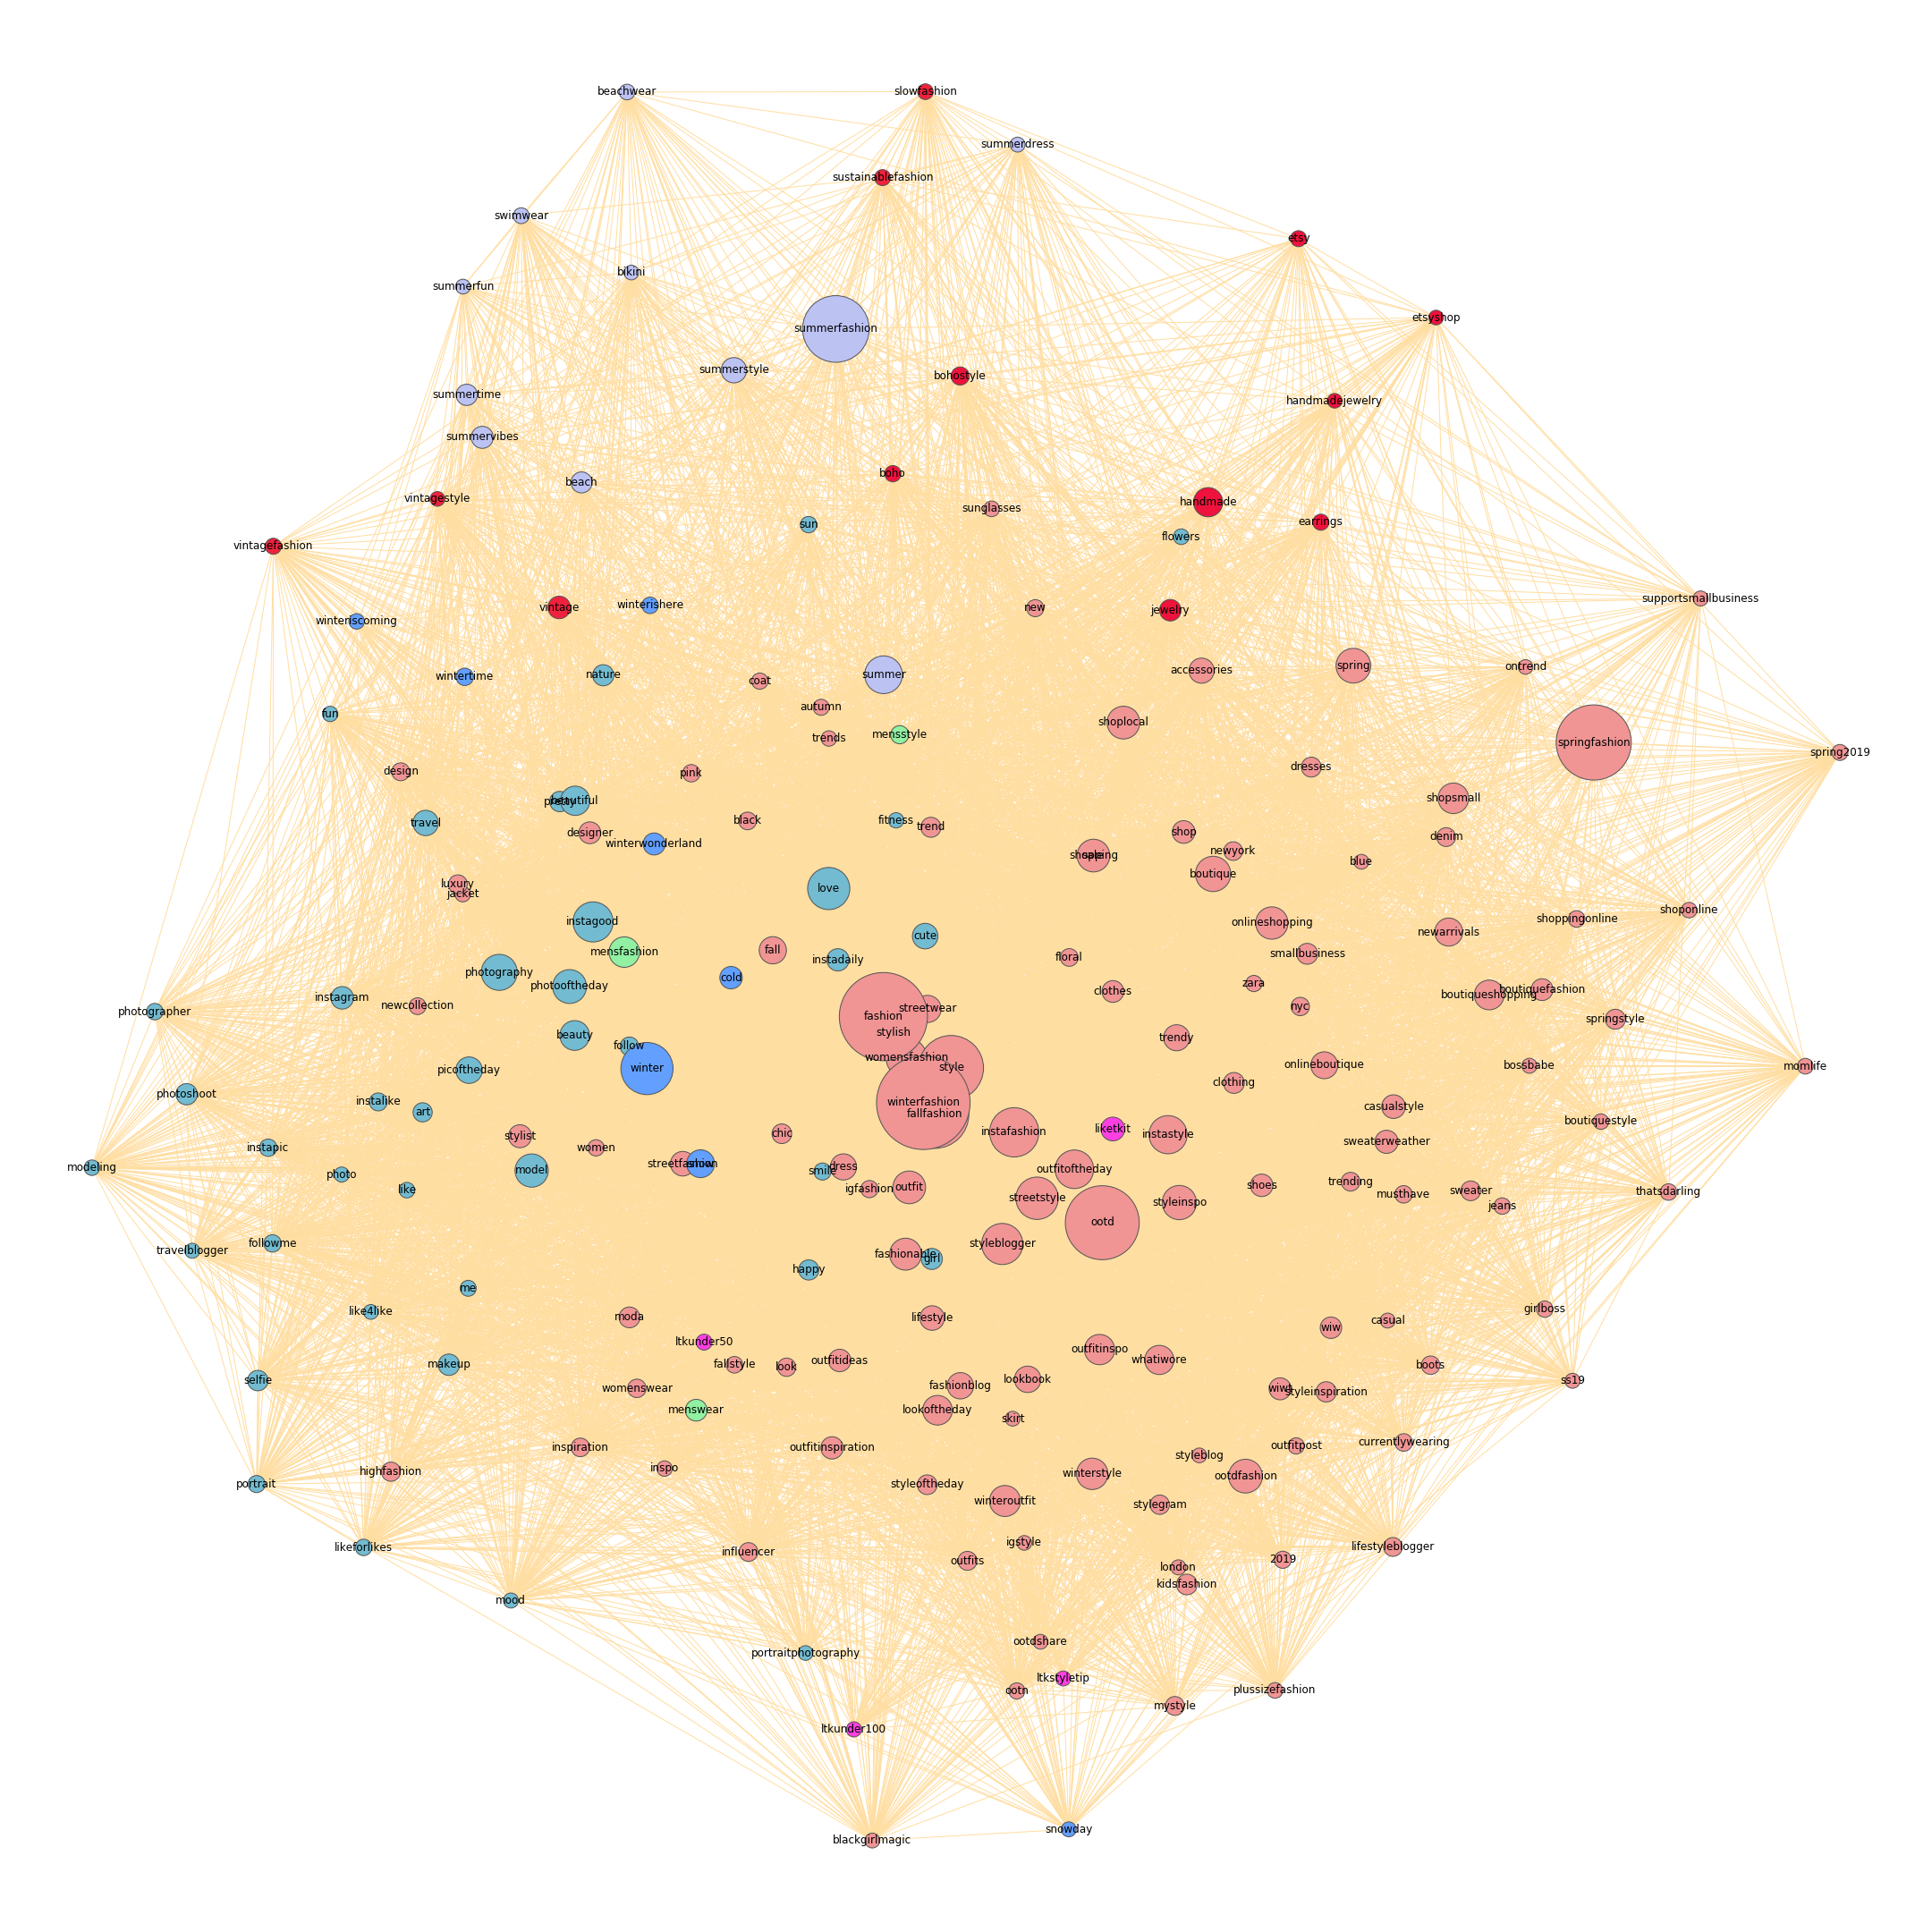 beachwear
slowfashion
summerdress
sustainablefashion
swimwear
etsy
bikini
summerfun
etsyshop
summerfashion
summerstyle
bohostyle
summertime
handmadejewelry
summervibes
boho
beach
vintagestyle
handmade
sunglasses
earrings
sun
flowers
vintagefashion
supportsmallbusiness
winterishere
vintage
new
jewelry
winteriscoming
spring
ontrend
accessories
summer
nature
wintertime
coat
autumn
fun
shoplocal
mensstyle
trends
springfashion
spring2019
dresses
design
pink
shopsmall
pretty
beautiful
travel
black
fitness
trend
designer
shop
denim
winterwonderland
newyork
shopping
sale
blue
boutique
luxury
love
jacket
shoponline
instagood
shoppingonline
onlineshopping
newarrivals
cute
mensfashion
fall
smallbusiness
floral
instadaily
photography
cold
zara
photooftheday
boutiquefashion
clothes
boutiqueshopping
instagram
newcollection
nyc
streetwear
photographer
fashion
springstyle
stylish
beauty
trendy
follow
womensfashion
onlineboutique
bossbabe
momlife
style
winter
picoftheday
clothing
photoshoot
instalike
winterfashion
casualstyle
art
fallfashion
boutiquestyle
liketkit
instafashion
chic
instastyle
stylist
sweaterweather
instapic
women
streetfashion
snow
dress
modeling
outfitoftheday
model
smile
photo
trending
shoes
outfit
igfashion
like
sweater
thatsdarling
musthave
streetstyle
styleinspo
jeans
ootd
followme
styleblogger
travelblogger
fashionable
girl
happy
me
girlboss
like4like
moda
lifestyle
casual
wiw
ltkunder50
outfitinspo
whatiwore
outfitideas
makeup
fallstyle
look
boots
lookbook
selfie
ss19
fashionblog
womenswear
wiwt
styleinspiration
menswear
lookoftheday
skirt
currentlywearing
outfitpost
inspiration
outfitinspiration
styleblog
inspo
highfashion
winterstyle
ootdfashion
portrait
styleoftheday
winteroutfit
stylegram
igstyle
likeforlikes
lifestyleblogger
influencer
outfits
2019
london
kidsfashion
mood
ootdshare
portraitphotography
ltkstyletip
plussizefashion
ootn
mystyle
ltkunder100
snowday
blackgirlmagic